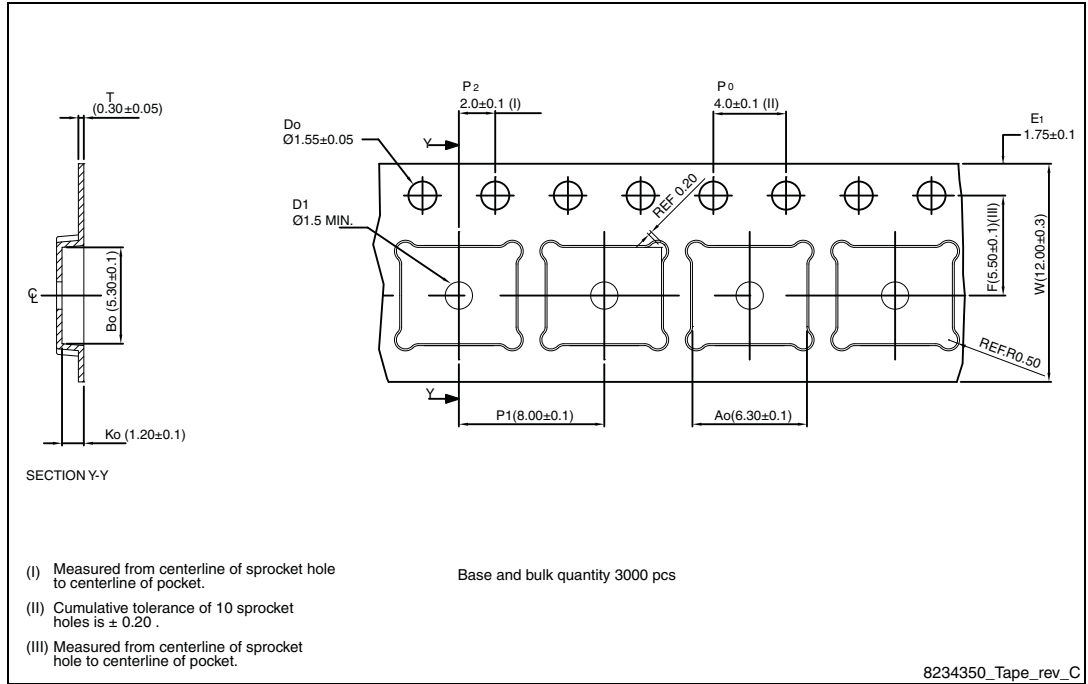 T
(0.30±0.05)
P2
2.0±0.1 (I)
P0
4.0±0.1 (II)
E1
1.75±0.1
Do
Ø1.55±0.05
Y
D1
Ø1.5 MIN.
REF 0.20
F(5.50±0.1)(III)
W(12.00±0.3)
℄
Bo (5.30±0.1)
REF.R0.50
Y
P1(8.00±0.1)
Ao(6.30±0.1)
Ko (1.20±0.1)
SECTION Y-Y
(I) Measured from centerline of sprocket hole
to centerline of pocket.
Base and bulk quantity 3000 pcs
(II) Cumulative tolerance of 10 sprocket
holes is ± 0.20 .
(III) Measured from centerline of sprocket
hole to centerline of pocket.
8234350_Tape_rev_C